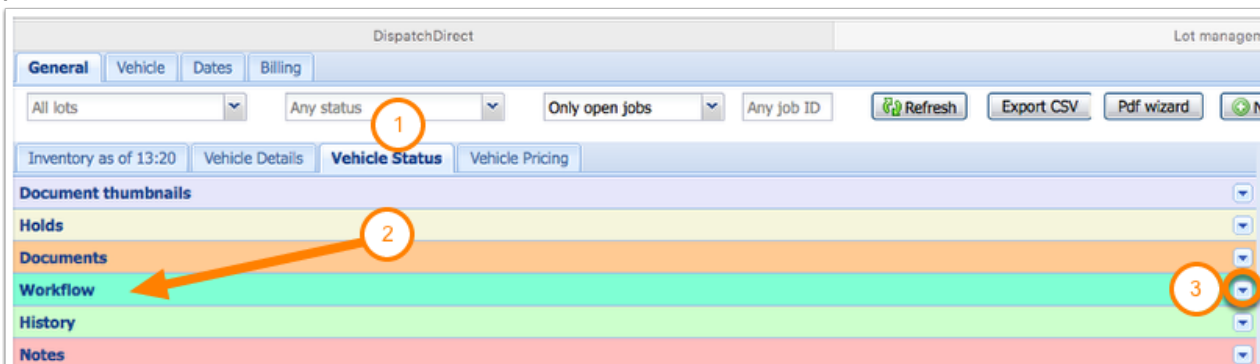 DispatchDirect Lot managem
General Vehicle Dates Billing
All lots Any status Only open jobs Any job ID Refresh Export CSV Pdf wizard N
1
Inventory as of 13:20 Vehicle Details Vehicle Status Vehicle Pricing
Document thumbnails
Holds
2
Documents
Workflow 3
History
Notes